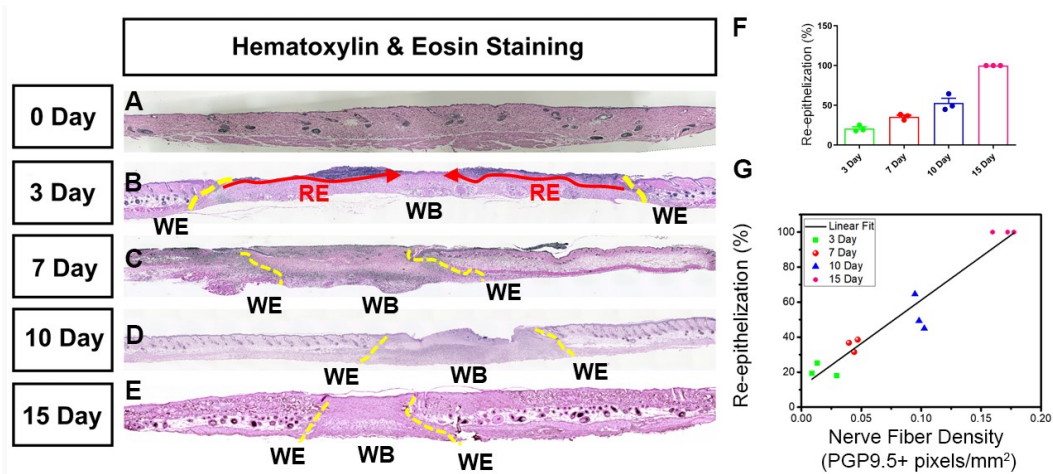 Hematoxylin & Eosin Staining
0 Day
A
3 Day
B
RE
RE
WE
WB
WE
7 Day
C
WE
WB
WE
10 Day
D
WE
WB
WE
15 Day
E
WE
WB
WE
F
Re-epithelization (%)
100
50
0
3 Day
7 Day
10 Day
15 Day
G
Re-epithelization (%)
100
80
60
40
20
0
Linear Fit
3 Day
7 Day
10 Day
15 Day
0.00
0.05
0.10
0.15
0.20
Nerve Fiber Density
(PGP9.5+ pixels/mm²)